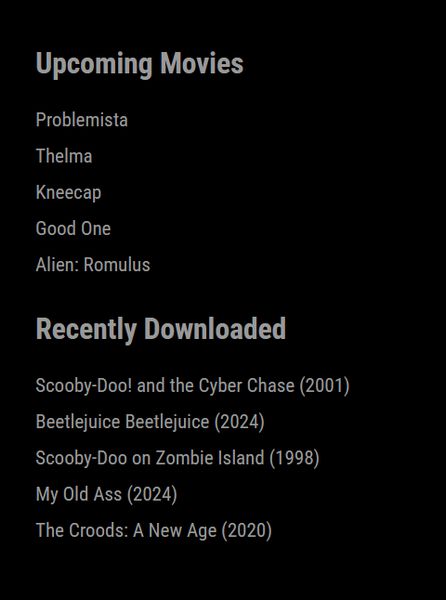 Upcoming Movies
Problemista
Thelma
Kneecap
Good One
Alien: Romulus
Recently Downloaded
Scooby-Doo! and the Cyber Chase (2001)
Beetlejuice Beetlejuice (2024)
Scooby-Doo on Zombie Island (1998)
My Old Ass (2024)
The Croods: A New Age (2020)